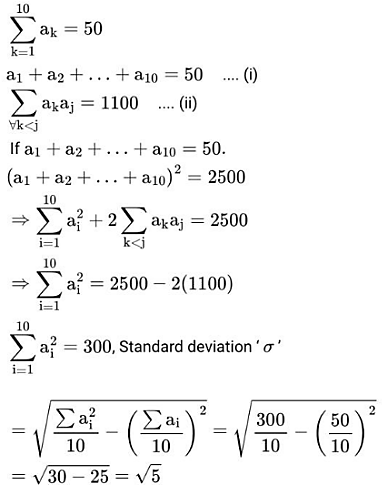 $\sum_{k=1}^{10} a_k = 50$
$a_1 + a_2 + \ldots + a_{10} = 50$ .... (i)
$\sum_{\forall k<j} a_k a_j = 1100$ .... (ii)
If $a_1 + a_2 + \ldots + a_{10} = 50.$
$(a_1 + a_2 + \ldots + a_{10})^2 = 2500$
$\Rightarrow \sum_{i=1}^{10} a_i^2 + 2 \sum_{k<j} a_k a_j = 2500$
$\Rightarrow \sum_{i=1}^{10} a_i^2 = 2500 - 2(1100)$
$\sum_{i=1}^{10} a_i^2 = 300$, Standard deviation ‘ $\sigma$ ’
$= \sqrt{\frac{\sum a_i^2}{10} - \left(\frac{\sum a_i}{10}\right)^2} = \sqrt{\frac{300}{10} - \left(\frac{50}{10}\right)^2}$
$= \sqrt{30 - 25} = \sqrt{5}$